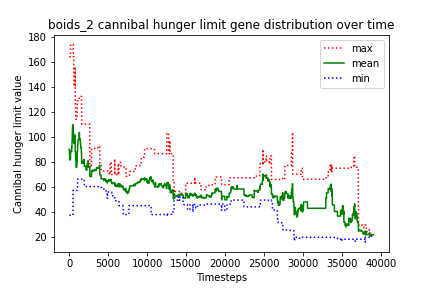 boids_2 cannibal hunger limit gene distribution over time
180
160
140
120
100
80
60
40
20
Cannibal hunger limit value
max
mean
min
0 5000 10000 15000 20000 25000 30000 35000 40000
Timesteps